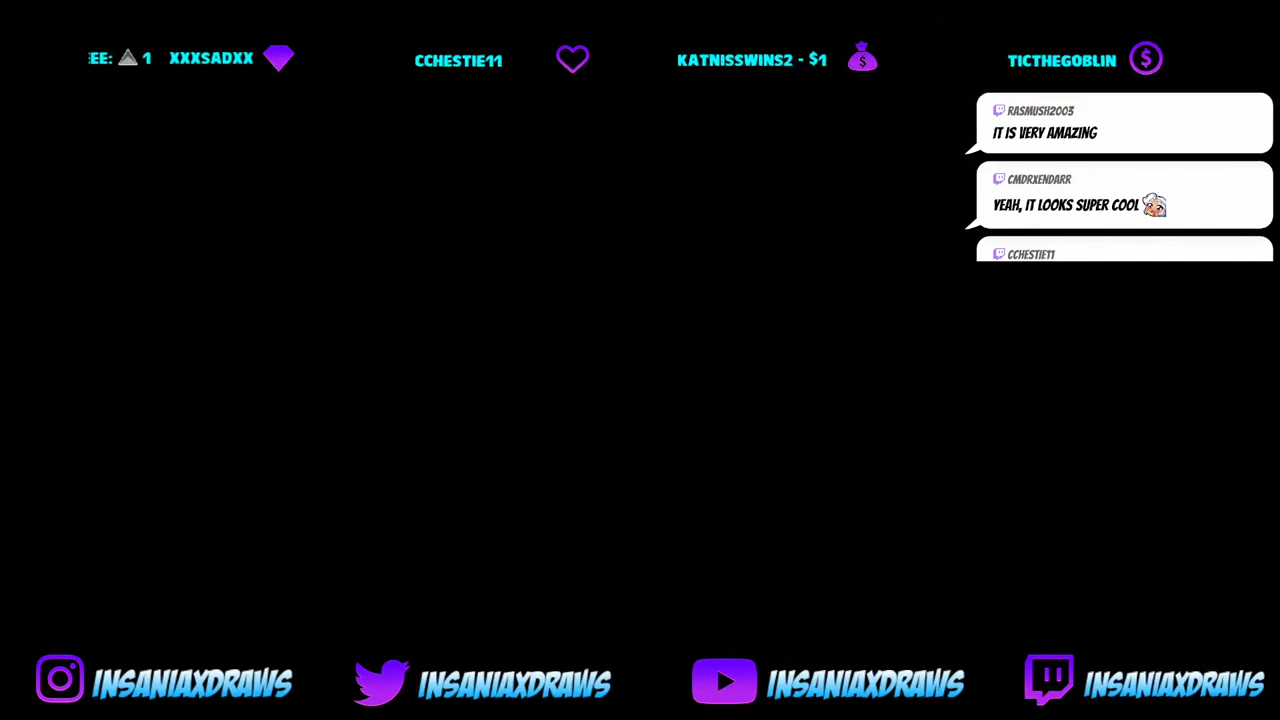 EE: 1 XXXSADXX
CCHESTIE11
KATNISSWINS2 - $1
TICTHEGOBLIN
RASMUSH2003
IT IS VERY AMAZING
CMDRXENDARR
YEAH, IT LOOKS SUPER COOL
CCHESTIE11
INSANIAXDRAWS
INSANIAXDRAWS
INSANIAXDRAWS
INSANIAXDRAWS